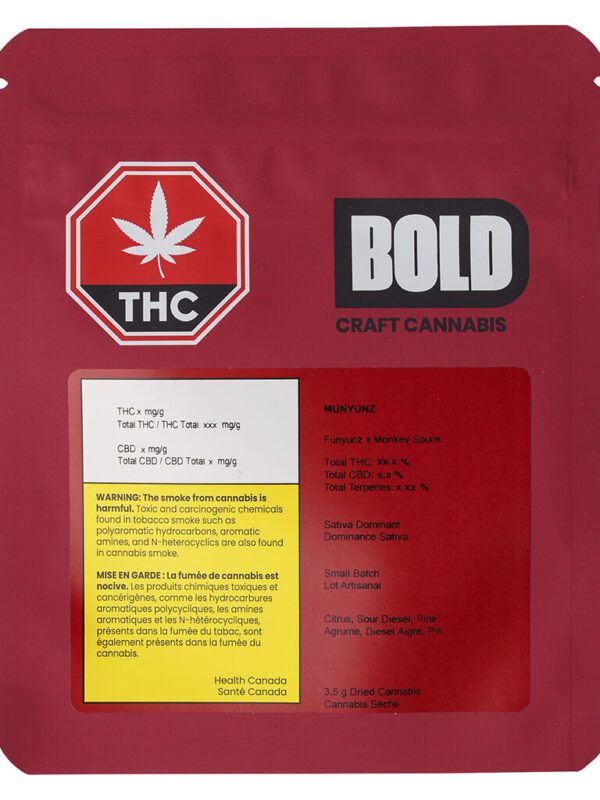 THC
BOLD
CRAFT CANNABIS
THC x mg/g
Total THC / THC Total xxx mg/g
CBD x mg/g
Total CBD / CBD Total x mg/g
WARNING: The smoke from cannabis is
harmful. Toxic and carcinogenic chemicals
found in tobacco smoke such as
polyaromatic hydrocarbons, aromatic
amines, and N-heterocyclics are also found
in cannabis smoke.
MISE EN GARDE : La fumée de cannabis est
nocive. Les produits chimiques toxiques et
cancérigènes, comme les hydrocarbures
aromatiques polycycliques, les amines
aromatiques et les N-hétérocycliques,
présents dans la fumée du tabac, sont
également présents dans la fumée du
cannabis.
Health Canada
Santé Canada
MUNYUNZ
Funyunz x Monkey Spunk
Total THC: xx.x %
Total CBD: x.x %
Total Terpenes: x.xx %
Sativa Dominant
Dominance Sativa
Small Batch
Lot Artisanal
Citrus, Sour Diesel, Pine
Agrume, Diesel Aigre, Pin
3.5 g Dried Cannabis
Cannabis Séché